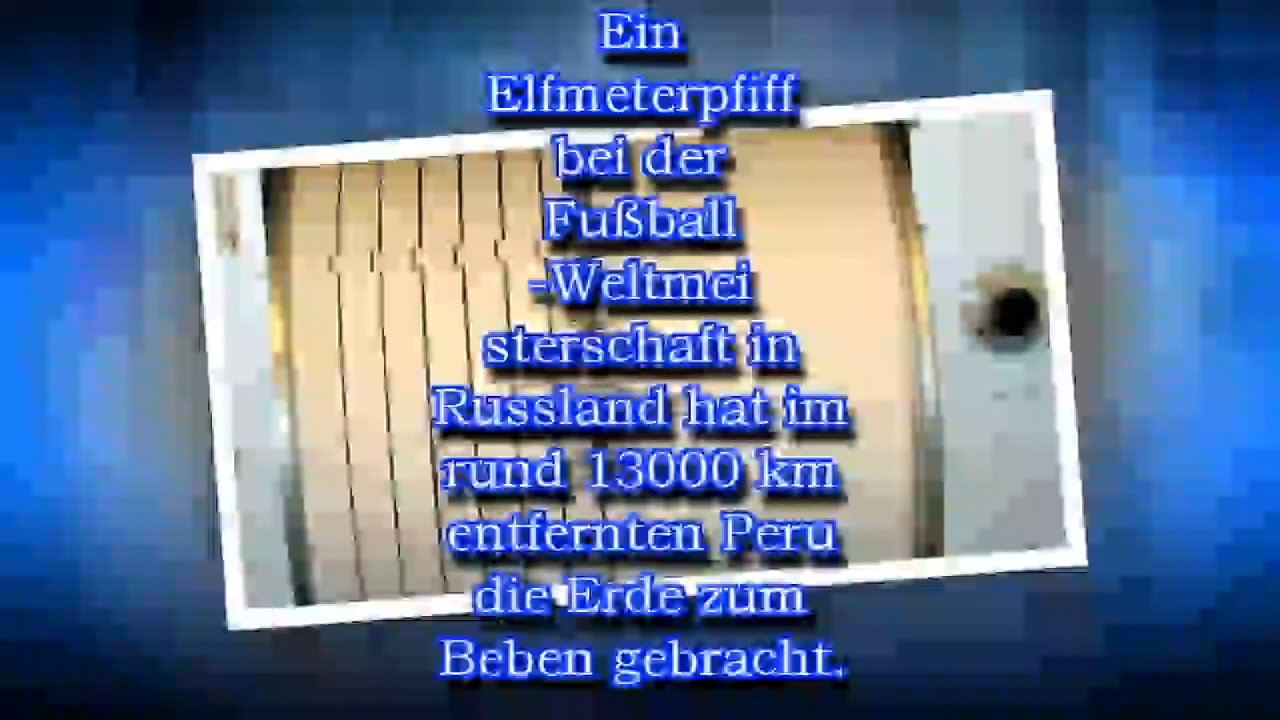 Ein
Elfmeterpfiff
bei der
Fußball
-Weltmei
sterschaft in
Russland hat im
rund 13000 km
entfernten Peru
die Erde zum
Beben gebracht.